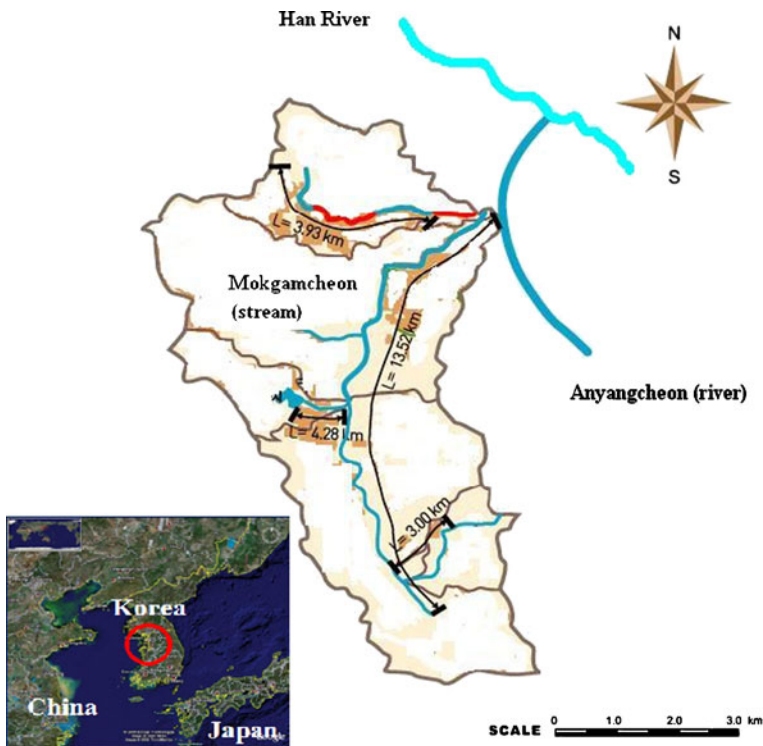 Han River
N
S
L= 3.93 km
Mokgamcheon
(stream)
L= 13.52 km
Anyangcheon (river)
L= 4.28 km
L= 3.00 km
Korea
China
Japan
SCALE 0 1.0 2.0 3.0 km